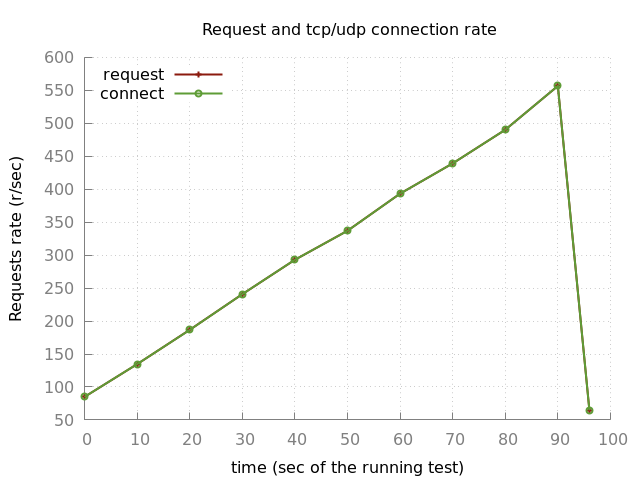 Request and tcp/udp connection rate
600
550
500
450
400
350
300
250
200
150
100
50
request
connect
Requests rate (r/sec)
0 10 20 30 40 50 60 70 80 90 100
time (sec of the running test)